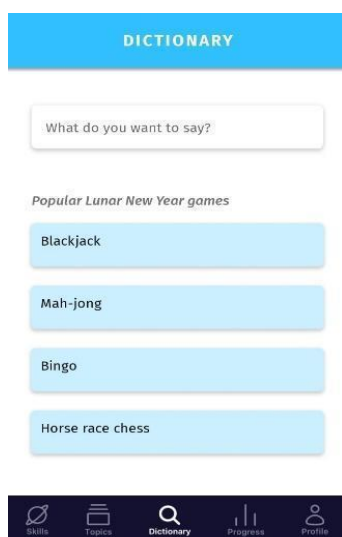 DICTIONARY
What do you want to say?
Popular Lunar New Year games
Blackjack
Mah-jong
Bingo
Horse race chess
Skills Topics Dictionary Progress Profile